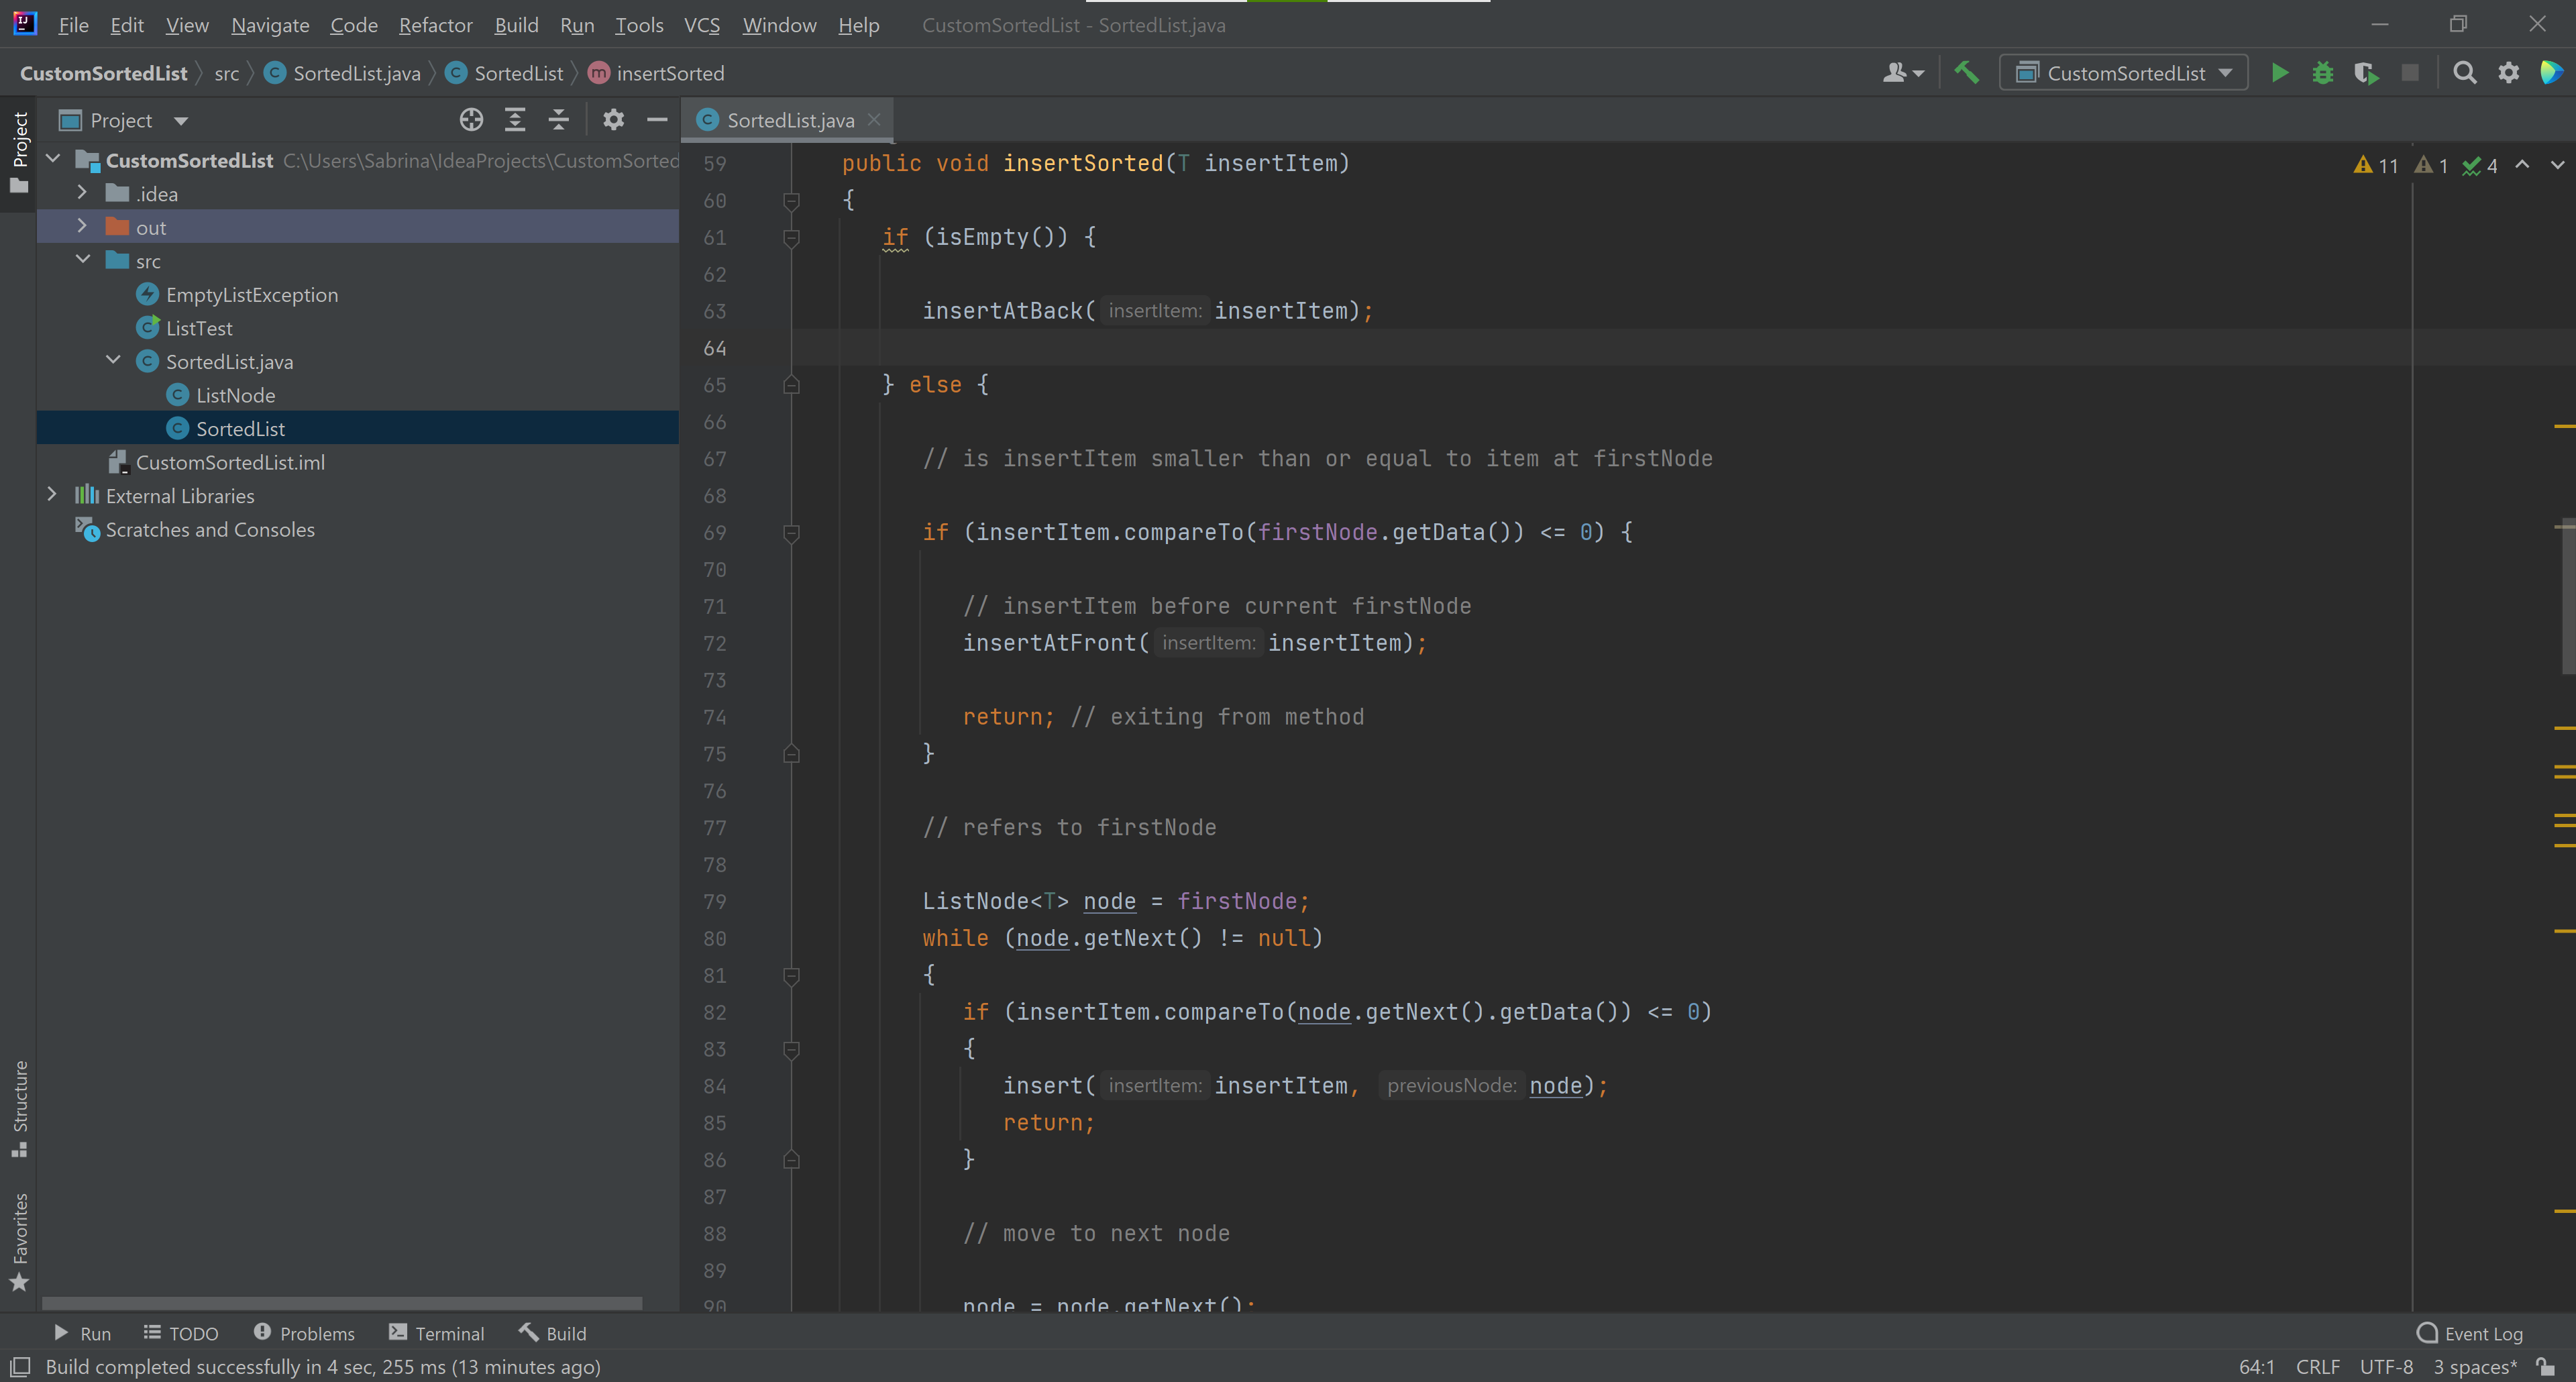 File Edit View Navigate Code Refactor Build Run Tools VCS Window Help CustomSortedList - SortedList.java
CustomSortedList src SortedList.java SortedList insertSorted CustomSortedList
Project
Project
SortedList.java
CustomSortedList C:\Users\Sabrina\IdeaProjects\CustomSorted
.idea
out
src
EmptyListException
ListTest
SortedList.java
ListNode
SortedList
CustomSortedList.iml
External Libraries
Scratches and Consoles
Structure
Favorites
11 1 4
59 public void insertSorted(T insertItem)
60 {
61 if (isEmpty()) {
62
63 insertAtBack( insertItem: insertItem);
64
65 } else {
66
67 // is insertItem smaller than or equal to item at firstNode
68
69 if (insertItem.compareTo(firstNode.getData()) <= 0) {
70
71 // insertItem before current firstNode
72 insertAtFront( insertItem: insertItem);
73
74 return; // exiting from method
75 }
76
77 // refers to firstNode
78
79 ListNode<T> node = firstNode;
80 while (node.getNext() != null)
81 {
82 if (insertItem.compareTo(node.getNext().getData()) <= 0)
83 {
84 insert( insertItem: insertItem, previousNode: node);
85 return;
86 }
87
88 // move to next node
89
90 node = node.getNext();
Run TODO Problems Terminal Build Event Log
Build completed successfully in 4 sec, 255 ms (13 minutes ago) 64:1 CRLF UTF-8 3 spaces*